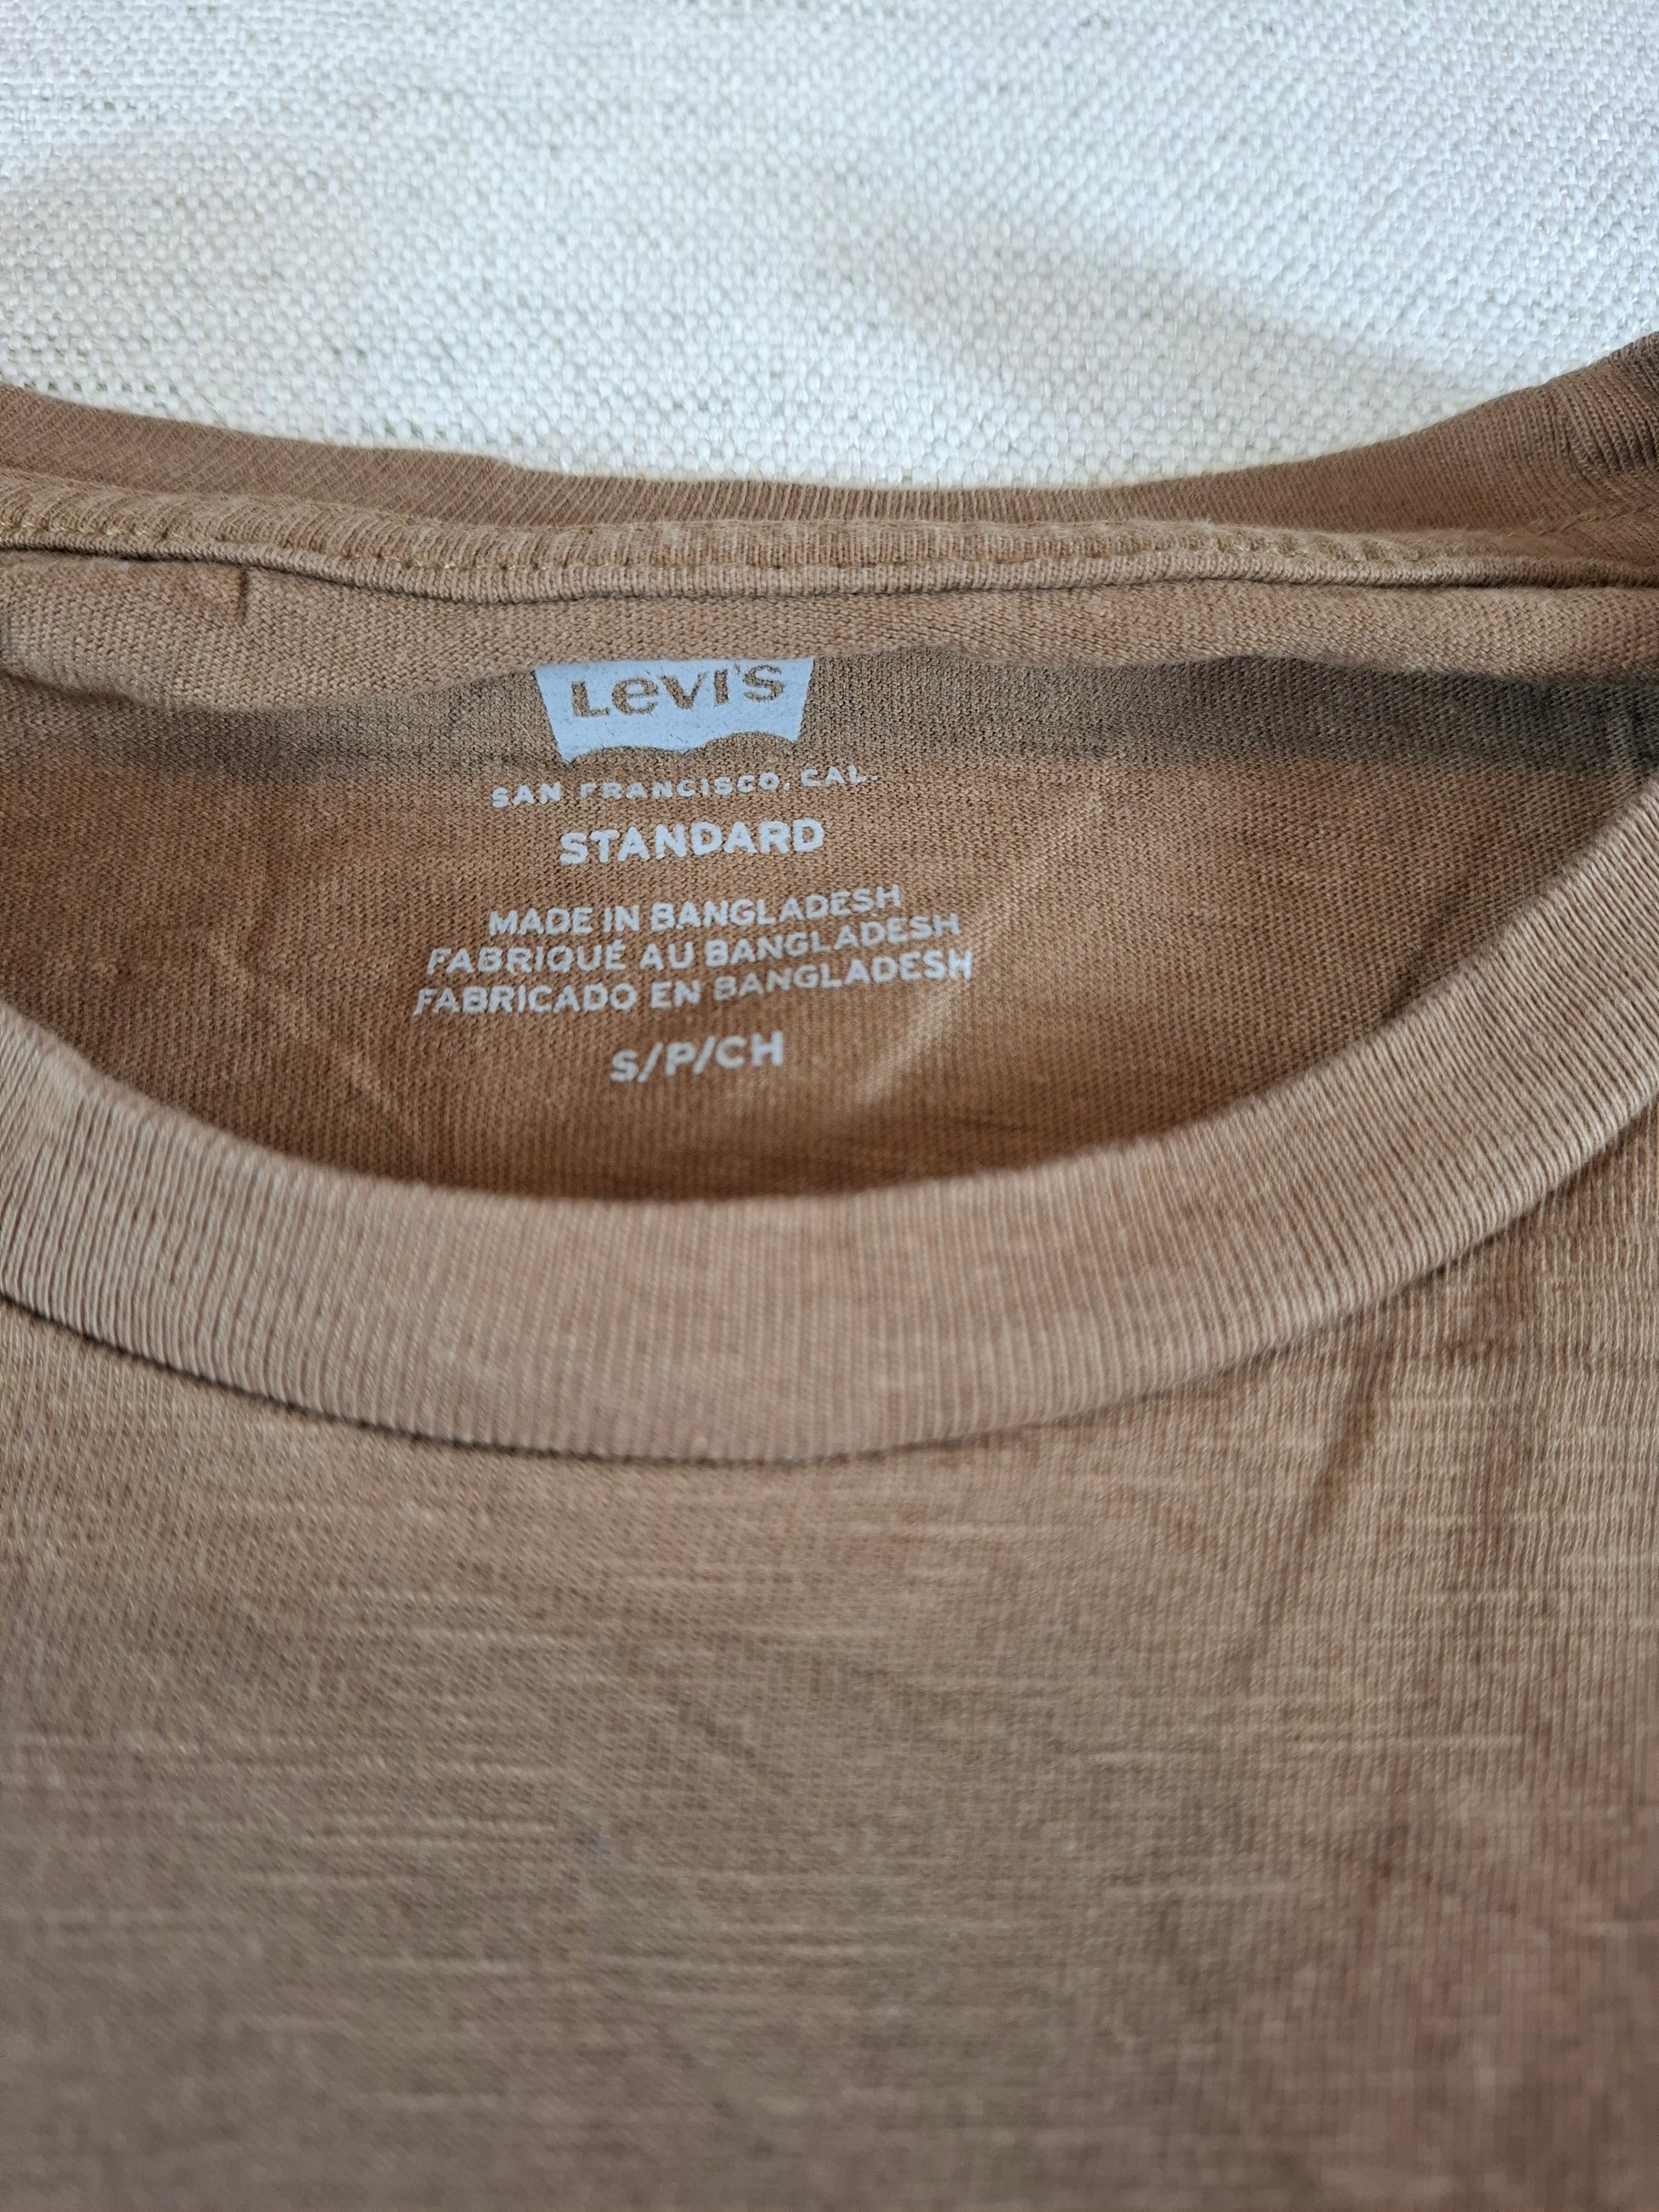 Levi's
SAN FRANCISCO, CAL.
STANDARD
MADE IN BANGLADESH
FABRIQUÉ AU BANGLADESH
FABRICADO EN BANGLADESH
S/P/CH